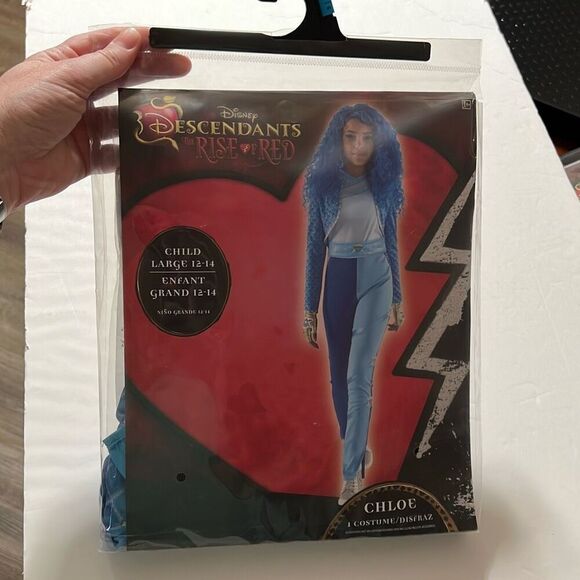 Disney
DESCENDANTS
THE RISE OF RED
CHILD
LARGE 12-14
ENFANT
GRAND 12-14
NIÑO GRANDE 12-14
CHLOE
1 COSTUME/DISFRAZ